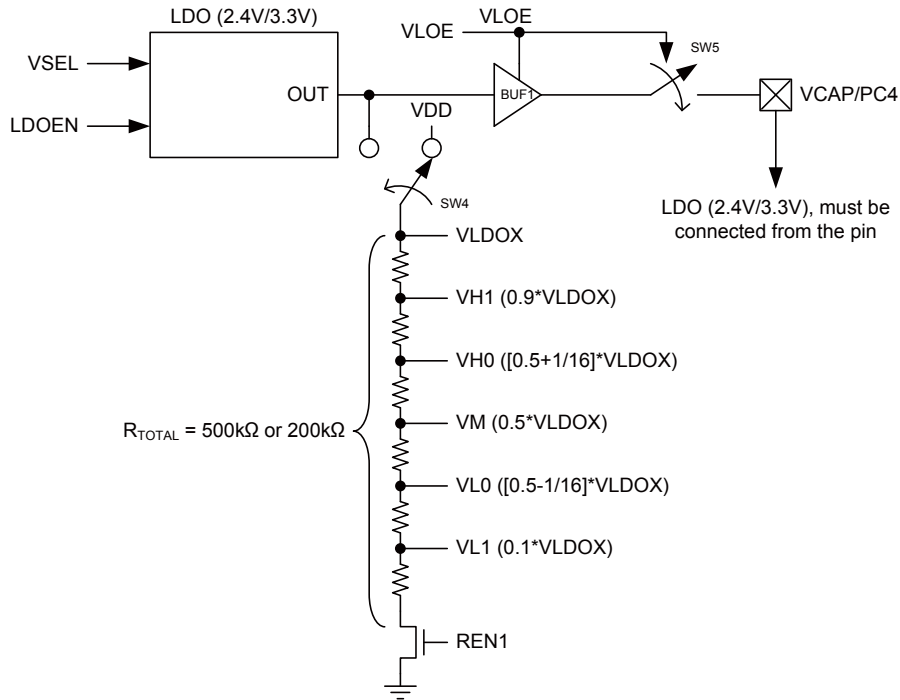 LDO (2.4V/3.3V)
VLOE
VLOE
SW5
VSEL
OUT
BUF1
VCAP/PC4
LDOEN
VDD
SW4
LDO (2.4V/3.3V), must be
connected from the pin
VLDOX
VH1 (0.9*VLDOX)
VH0 ([0.5+1/16]*VLDOX)
RTOTAL = 500kΩ or 200kΩ
VM (0.5*VLDOX)
VL0 ([0.5-1/16]*VLDOX)
VL1 (0.1*VLDOX)
REN1